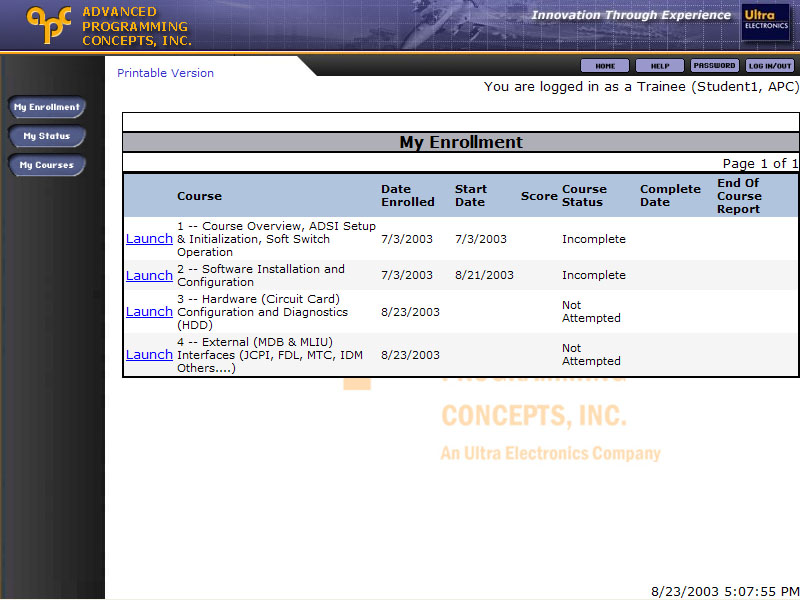 ADVANCED
PROGRAMMING
CONCEPTS, INC.
Innovation Through Experience
Ultra
ELECTRONICS
Printable Version
HOME HELP PASSWORD LOG IN/OUT
You are logged in as a Trainee (Student1, APC)
My Enrollment
My Status
My Courses
My Enrollment
Page 1 of 1
Course Date Enrolled Start Date Score Course Status Complete Date End Of Course Report
Launch 1 -- Course Overview, ADSI Setup
& Initialization, Soft Switch
Operation 7/3/2003 7/3/2003 Incomplete
Launch 2 -- Software Installation and
Configuration 7/3/2003 8/21/2003 Incomplete
Launch 3 -- Hardware (Circuit Card)
Configuration and Diagnostics
(HDD) 8/23/2003 Not Attempted
Launch 4 -- External (MDB & MLIU)
Interfaces (JCPI, FDL, MTC, IDM
Others....) 8/23/2003 Not Attempted
PROGRAMMING
CONCEPTS, INC.
An Ultra Electronics Company
8/23/2003 5:07:55 PM